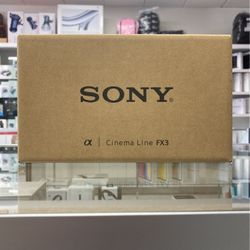 SONY®
α | Cinema Line FX3